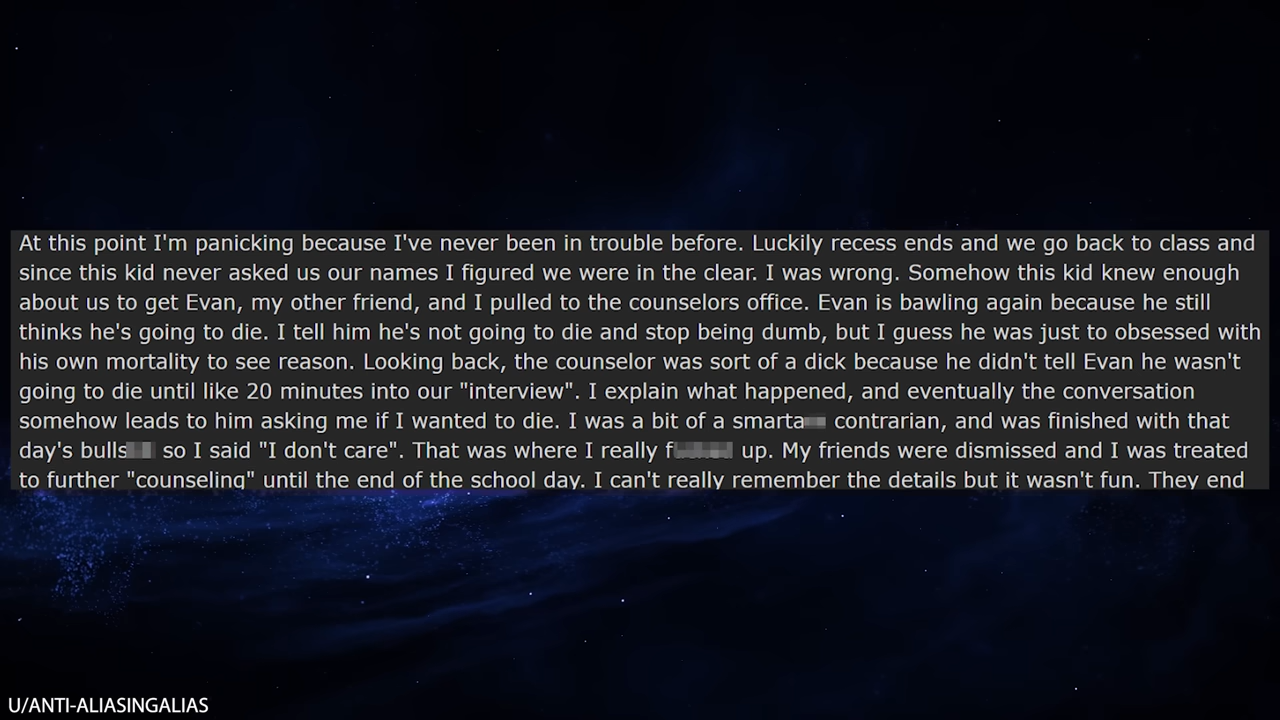 At this point I'm panicking because I've never been in trouble before. Luckily recess ends and we go back to class and
since this kid never asked us our names I figured we were in the clear. I was wrong. Somehow this kid knew enough
about us to get Evan, my other friend, and I pulled to the counselors office. Evan is bawling again because he still
thinks he's going to die. I tell him he's not going to die and stop being dumb, but I guess he was just to obsessed with
his own mortality to see reason. Looking back, the counselor was sort of a dick because he didn't tell Evan he wasn't
going to die until like 20 minutes into our "interview". I explain what happened, and eventually the conversation
somehow leads to him asking me if I wanted to die. I was a bit of a smarta contrarian, and was finished with that
day's bulls so I said "I don't care". That was where I really f up. My friends were dismissed and I was treated
to further "counseling" until the end of the school day. I can't really remember the details but it wasn't fun. They end
U/ANTI-ALIASINGALIAS